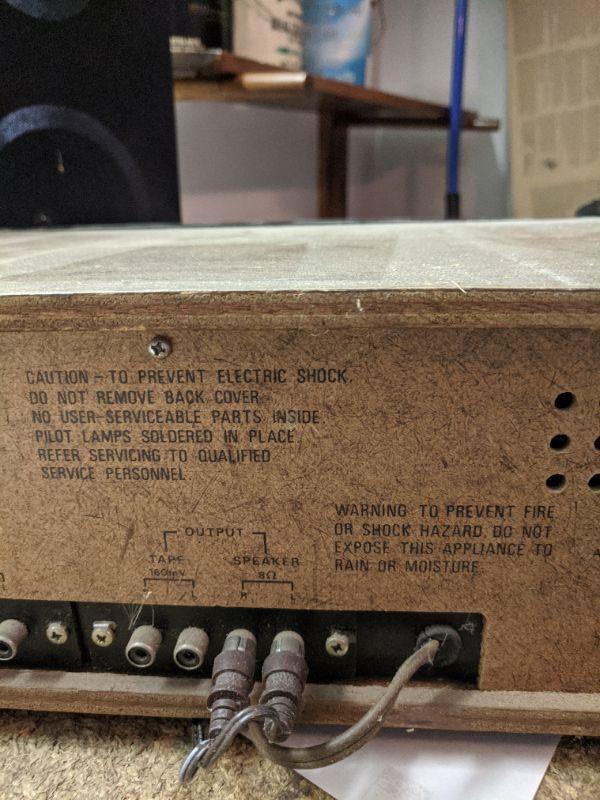 CAUTION - TO PREVENT ELECTRIC SHOCK,
DO NOT REMOVE BACK COVER
NO USER-SERVICEABLE PARTS INSIDE
PILOT LAMPS SOLDERED IN PLACE.
REFER SERVICING TO QUALIFIED
SERVICE PERSONNEL.
WARNING TO PREVENT FIRE
OR SHOCK HAZARD, DO NOT
EXPOSE THIS APPLIANCE TO
RAIN OR MOISTURE.
OUTPUT
TAPE SPEAKER
160mV 8Ω
L R L